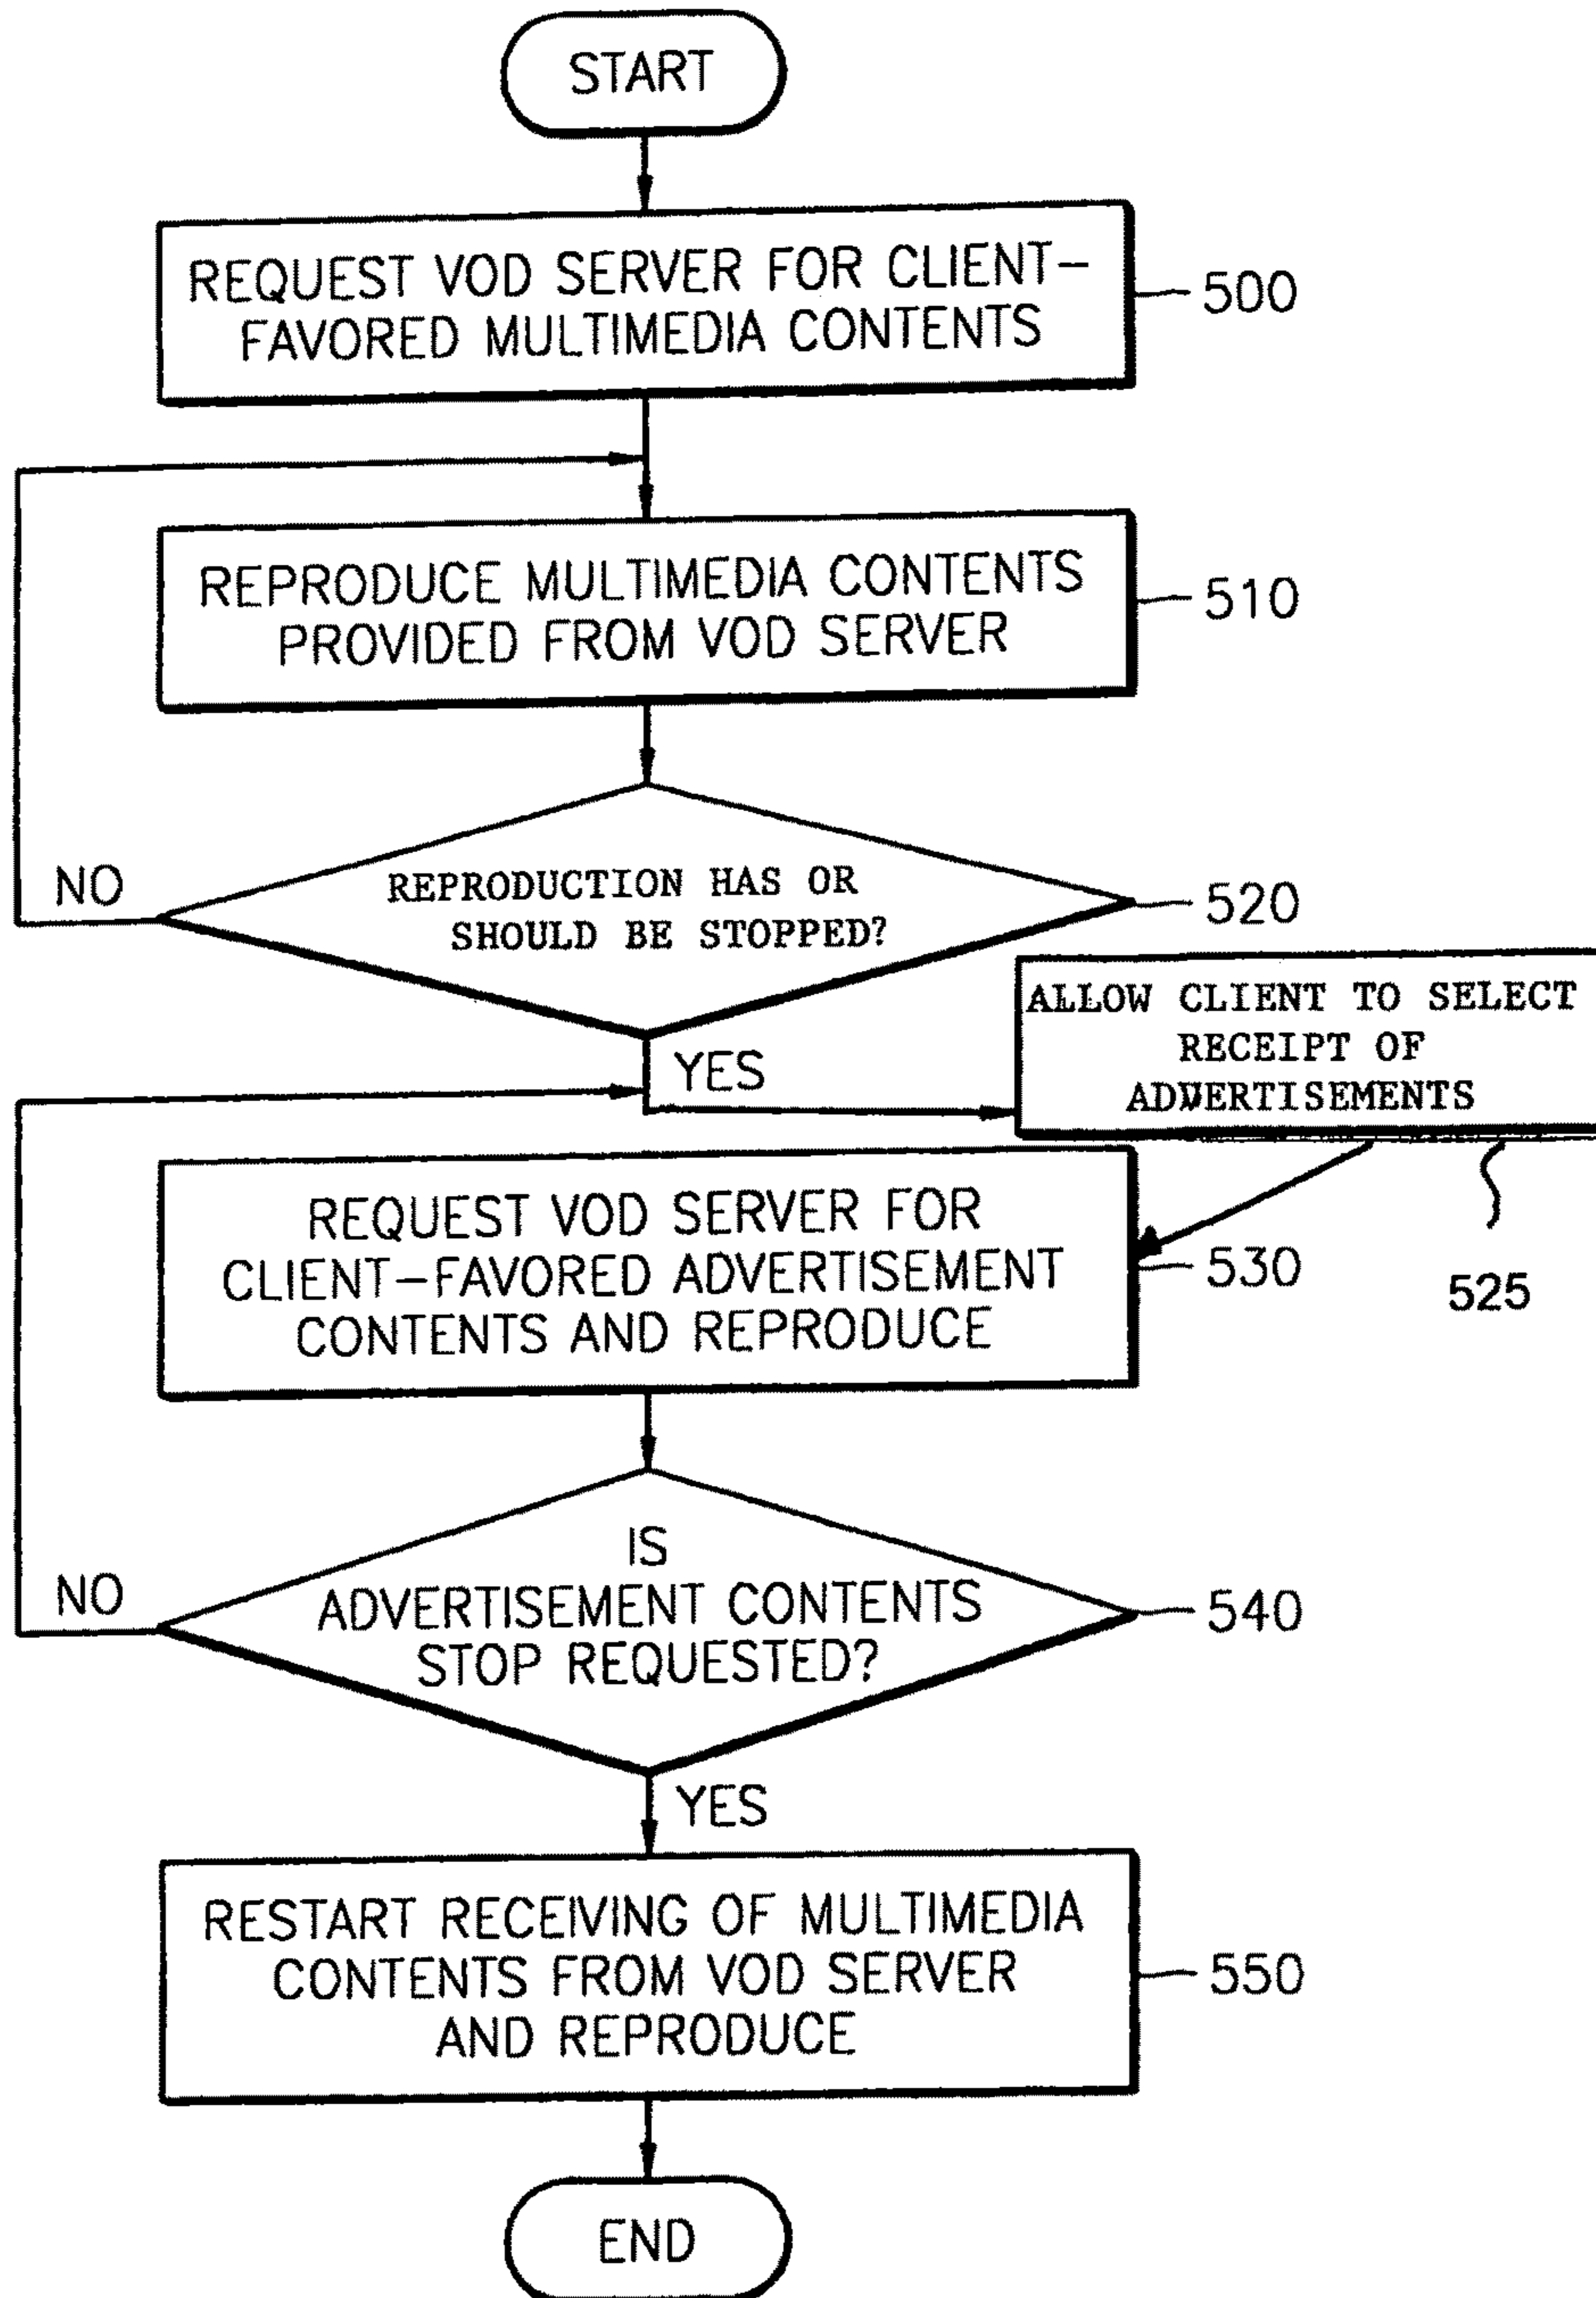 START
REQUEST VOD SERVER FOR CLIENT-
FAVORED MULTIMEDIA CONTENTS
500
REPRODUCE MULTIMEDIA CONTENTS
PROVIDED FROM VOD SERVER
510
NO
REPRODUCTION HAS OR
SHOULD BE STOPPED?
520
YES
ALLOW CLIENT TO SELECT
RECEIPT OF
ADVERTISEMENTS
525
REQUEST VOD SERVER FOR
CLIENT-FAVORED ADVERTISEMENT
CONTENTS AND REPRODUCE
530
NO
IS
ADVERTISEMENT CONTENTS
STOP REQUESTED?
540
YES
RESTART RECEIVING OF MULTIMEDIA
CONTENTS FROM VOD SERVER
AND REPRODUCE
550
END